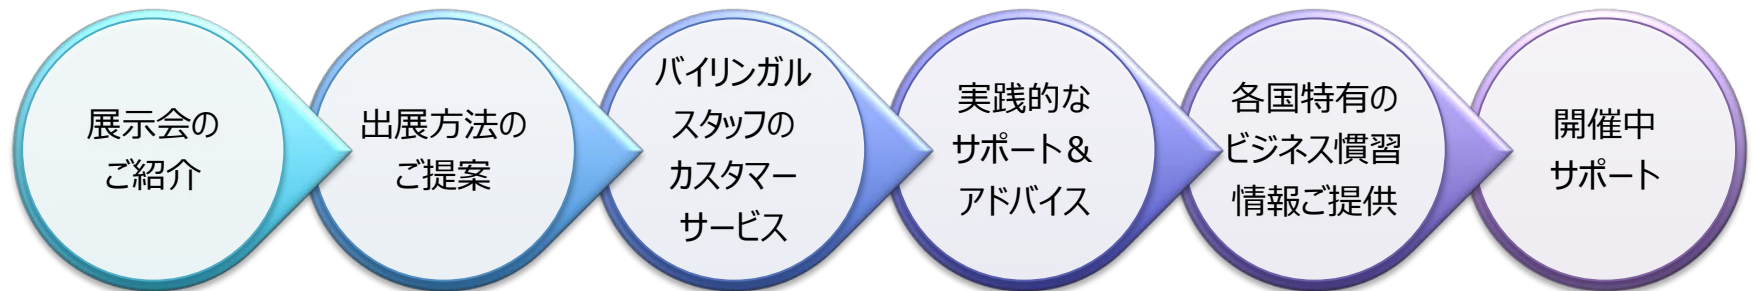 展示会の
ご紹介
出展方法の
ご提案
バイリンガル
スタッフの
カスタマー
サービス
実践的な
サポート＆
アドバイス
各国特有の
ビジネス慣習
情報ご提供
開催中
サポート